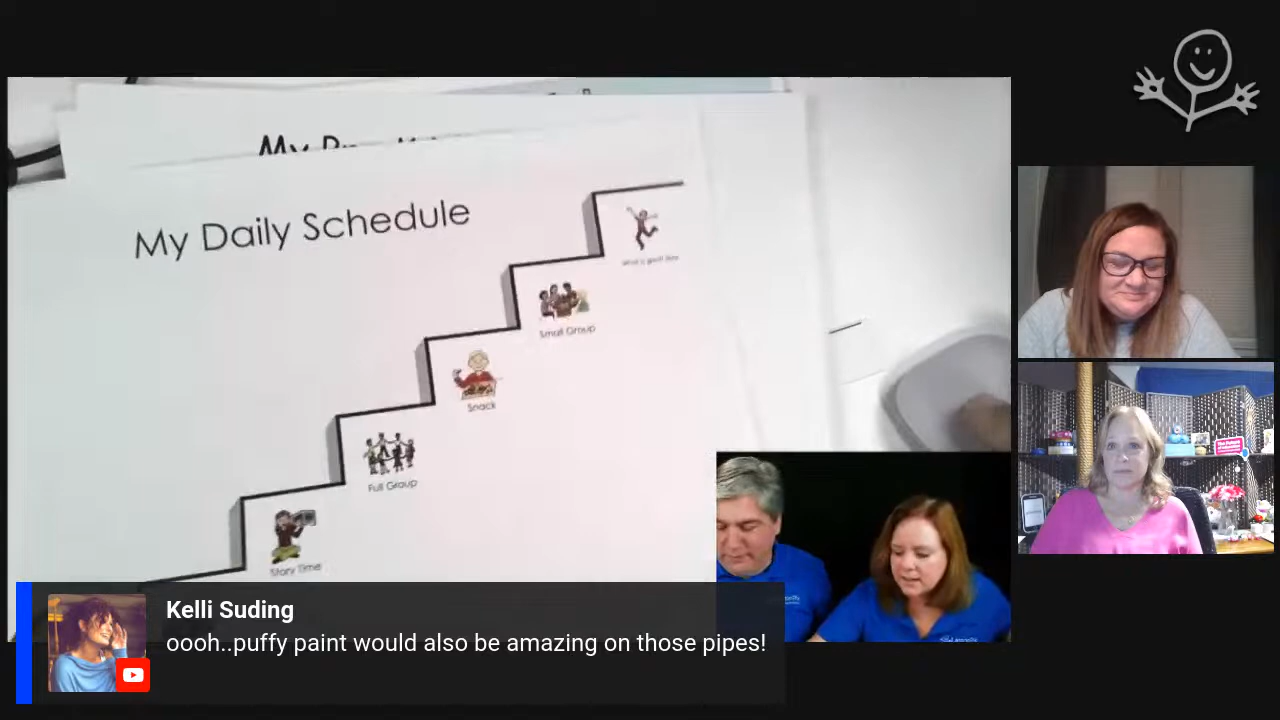 My Daily Schedule
Small Group
Snack
Full Group
Story Time
Kelli Suding
oooh..puffy paint would also be amazing on those pipes!